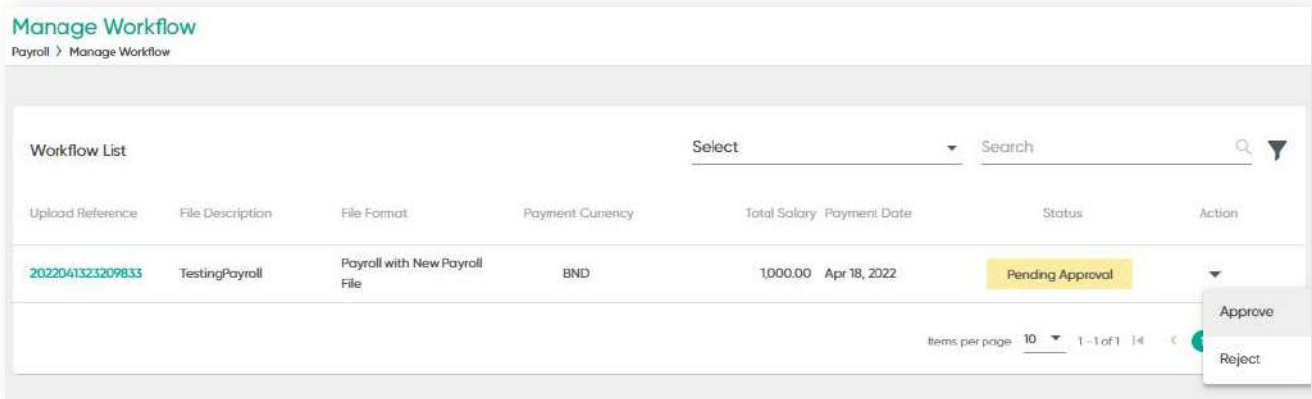 Manage Workflow
Payroll > Manage Workflow
Workflow List
Select
Search
Upload Reference File Description File Format Payment Currency Total Salary Payment Date Status Action
2022041323209833 TestingPayroll Payroll with New Payroll File BND 1,000.00 Apr 18, 2022 Pending Approval
Approve
Items per page 10 1 - 1 of 1
Reject